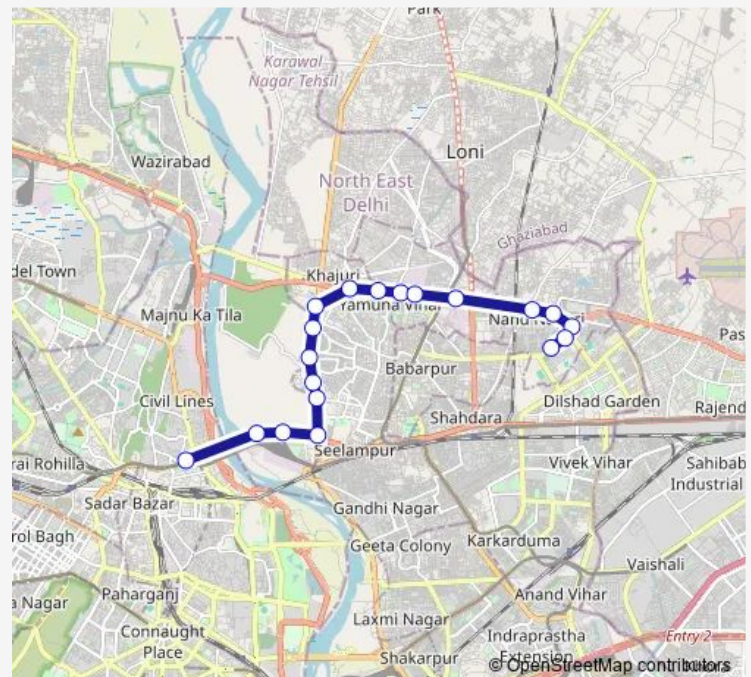 Park
Karawal
Nagar Tehsil
Wazirabad
Loni
North East
Delhi
Ghaziabad
del Town
Khajuri
Majnu Ka Tila
Yamuna Vihar
Pas
Babarpur
Civil Lines
Dilshad Garden
Shahdara
Rajend
rai Rohilla
Seelampur
Vivek Vihar
Sahibab
Industrial
Sadar Bazar
Gandhi Nagar
rol Bagh
Geeta Colony
Karkarduma
Vaishali
a Nagar
Paharganj
Anand Vihar
Laxmi Nagar
Connaught
Place
Indraprastha
Extension
Entry 2
Shakarpur
© OpenStreetMap contributors